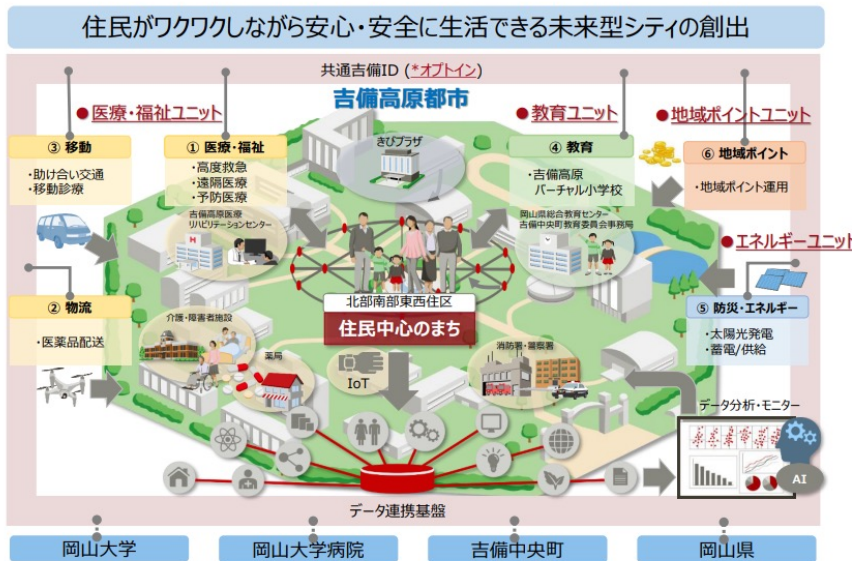 住民がワクワクしながら安心・安全に生活できる未来型シティの創出
共通吉備ID (*オプトイン)
吉備高原都市
●医療・福祉ユニット
●教育ユニット
●地域ポイントユニット
③ 移動
・助け合い交通
・移動診療
① 医療・福祉
・高度救急
・遠隔医療
・予防医療
吉備高原医療
リハビリテーションセンター
きびプラザ
④ 教育
・吉備高原
バーチャル小学校
岡山県総合教育センター
吉備中央町教育委員会事務局
⑥ 地域ポイント
・地域ポイント運用
●エネルギーユニット
② 物流
・医薬品配送
介護・障害者施設
薬局
北部南部東西住区
住民中心のまち
IoT
消防署・警察署
⑤ 防災・エネルギー
・太陽光発電
・蓄電/供給
データ分析・モニター
AI
データ連携基盤
岡山大学
岡山大学病院
吉備中央町
岡山県